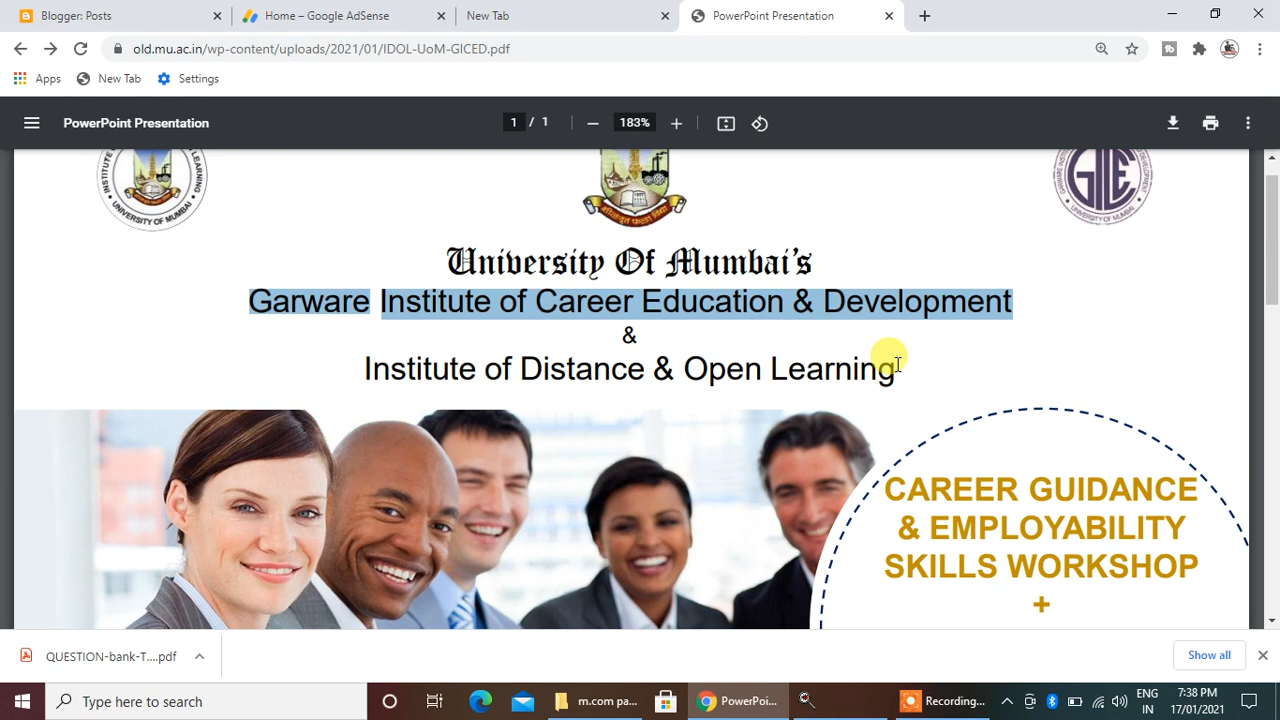 Blogger: Posts
Home – Google AdSense
New Tab
PowerPoint Presentation
old.mu.ac.in/wp-content/uploads/2021/01/IDOL-UoM-GICED.pdf
Apps
New Tab
Settings
PowerPoint Presentation
1 / 1
183%
UNIVERSITY OF MUMBAI
University Of Mumbai's
Garware Institute of Career Education & Development
&
Institute of Distance & Open Learning
CAREER GUIDANCE
& EMPLOYABILITY
SKILLS WORKSHOP
+
QUESTION-bank-T....pdf
Show all
Type here to search
m.com pa...
PowerPoi...
Recording...
ENG
IN
7:38 PM
17/01/2021